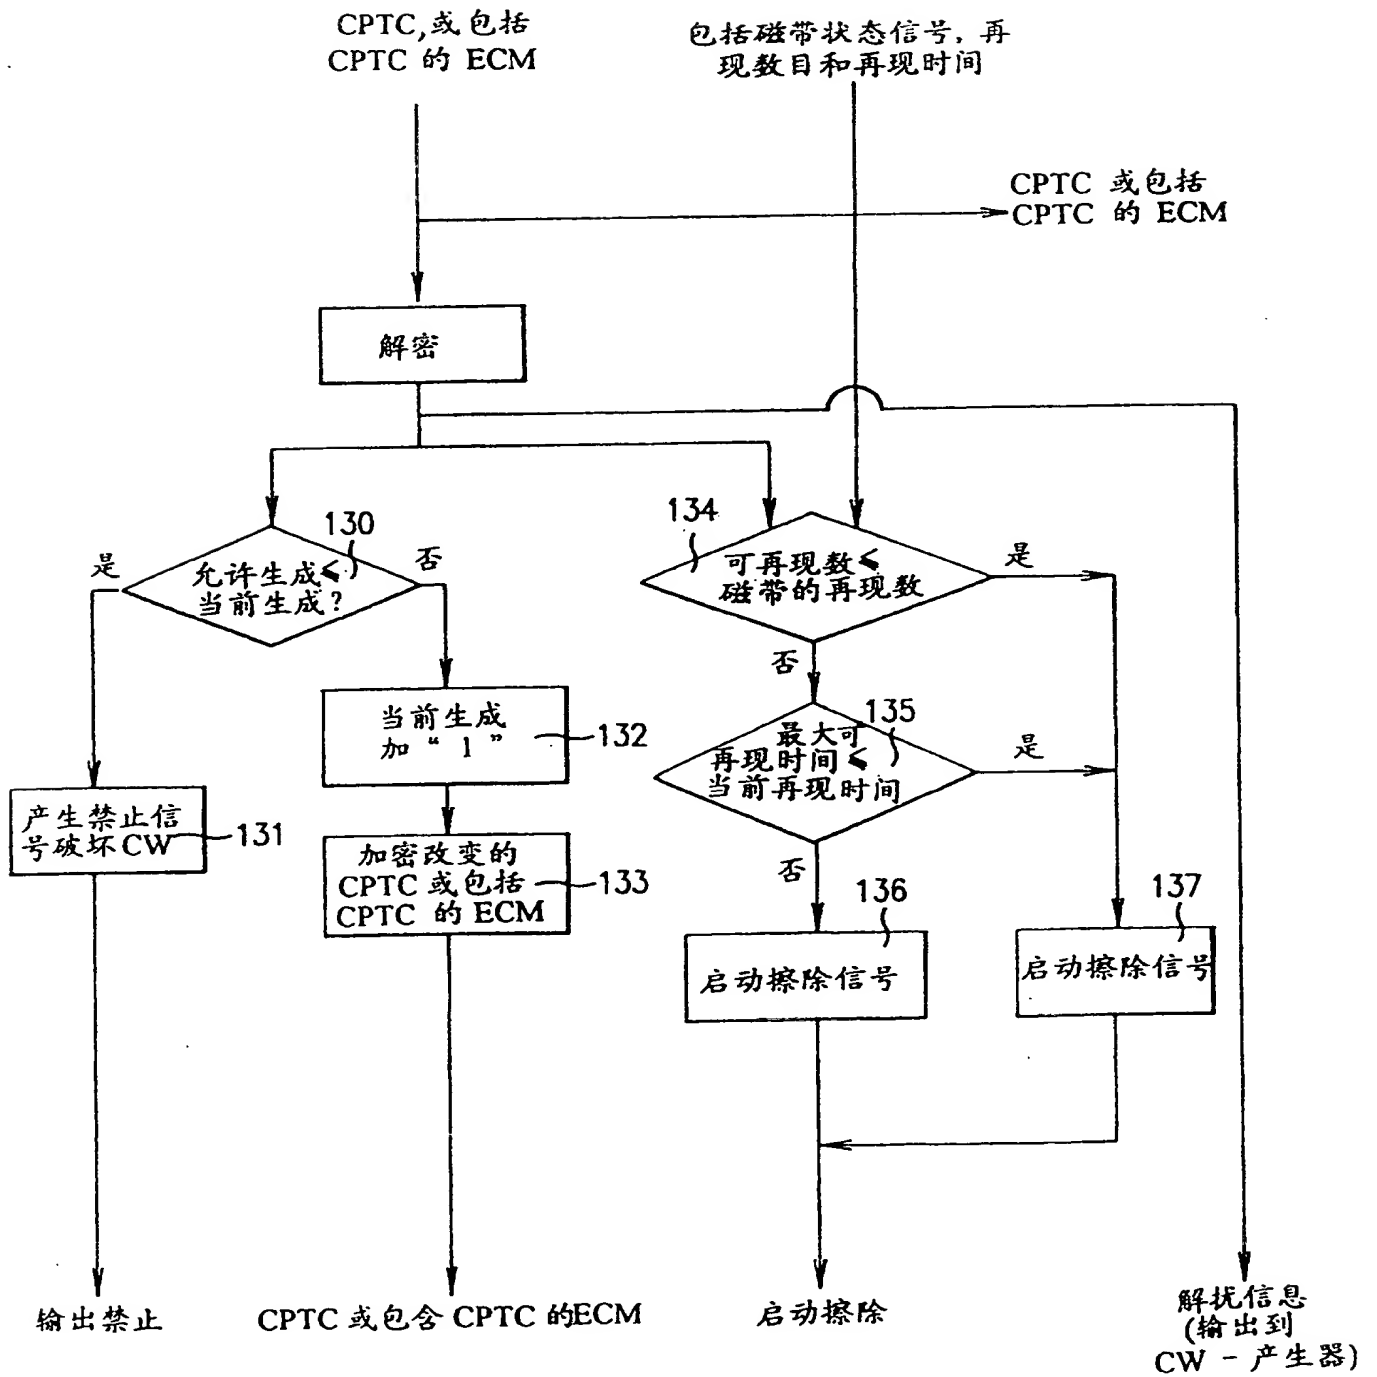 CPTC,或包括
CPTC 的 ECM
包括磁带状态信号,再
现数目和再现时间
CPTC 或包括
CPTC 的 ECM
解密
130
134
是
允许生成≤
当前生成?
否
可再现数≤
磁带的再现数
是
否
当前生成
加“1”
132
135
最大可
再现时间≤
当前再现时间
是
产生禁止信
号破坏CW
131
加密改变的
CPTC 或包括
CPTC 的 ECM
133
否
136
137
启动擦除信号
启动擦除信号
输出禁止
CPTC 或包含 CPTC 的ECM
启动擦除
解扰信息
(输出到
CW - 产生器)